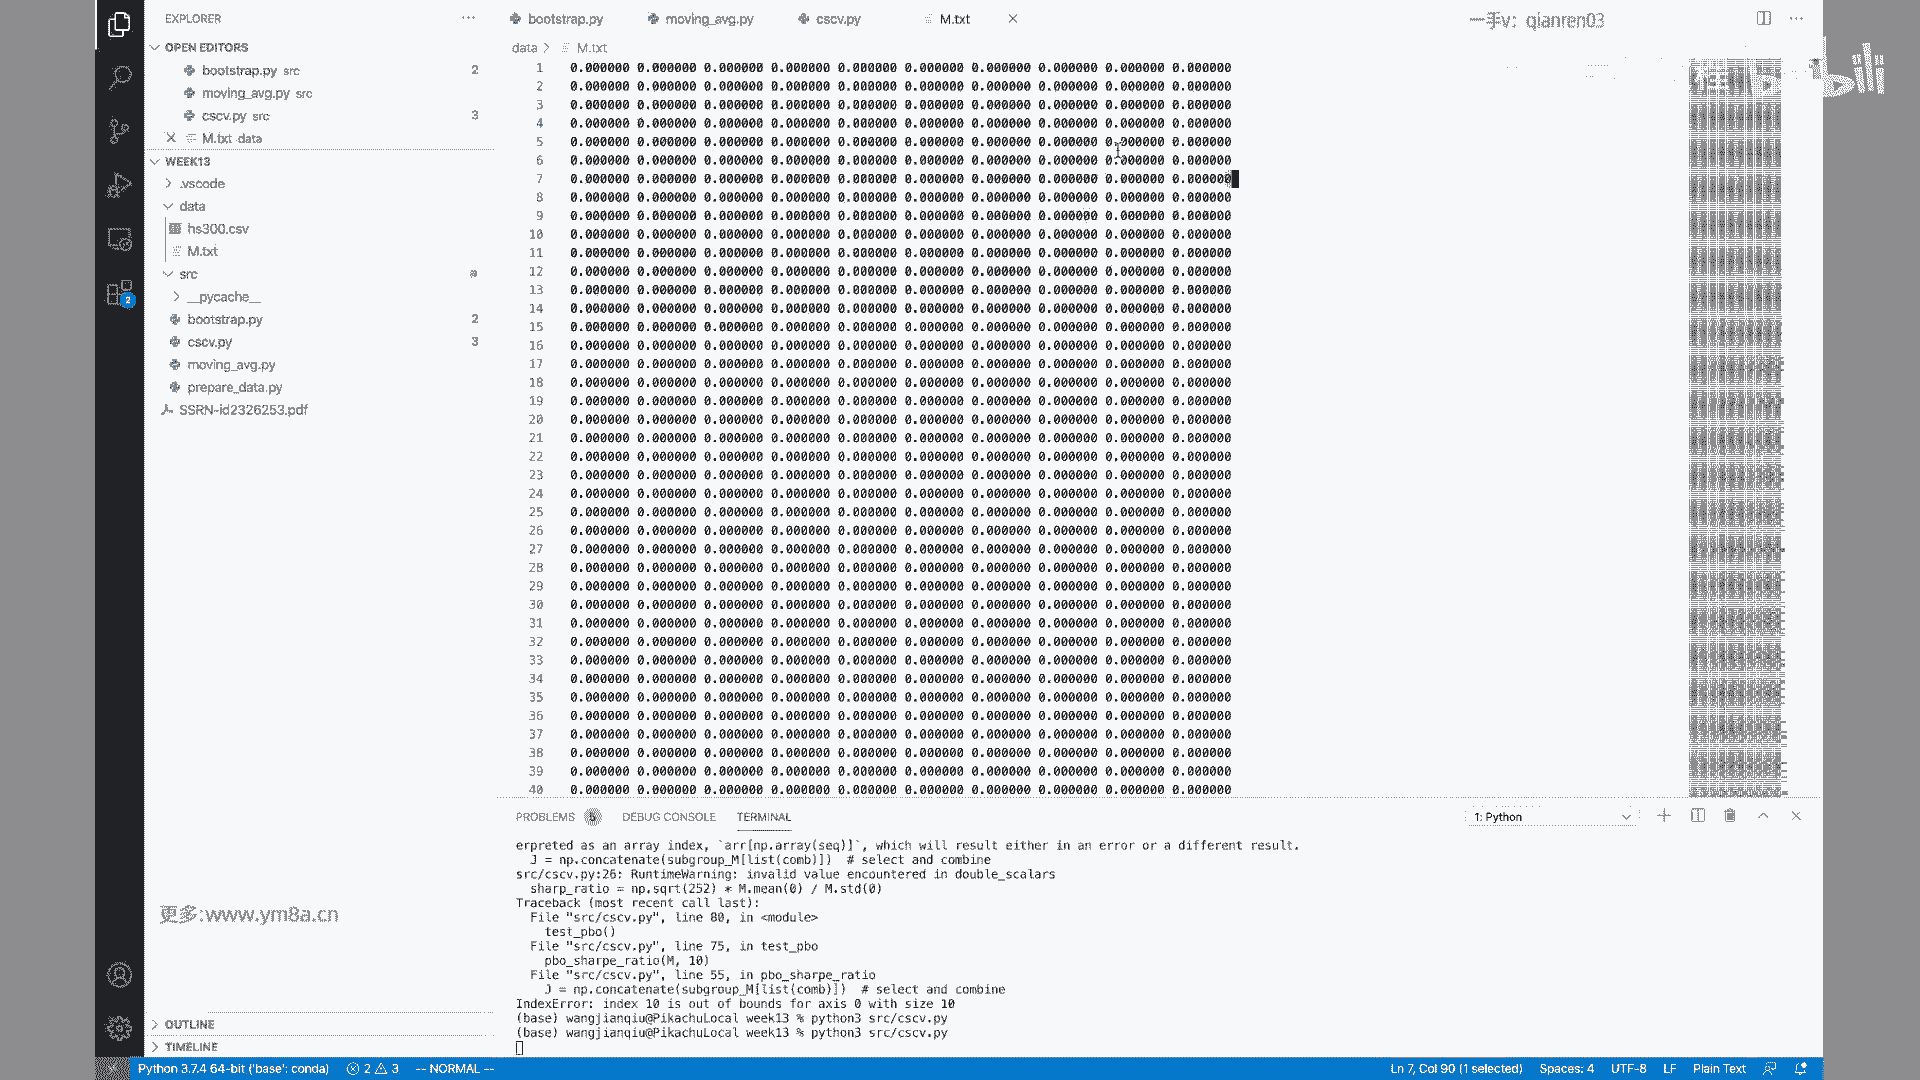 EXPLORER
OPEN EDITORS
bootstrap.py src 2
moving_avg.py src
cscv.py src 3
M.txt data
WEEK13
.vscode
data
hs300.csv
M.txt
src
__pycache__
bootstrap.py 2
cscv.py 3
moving_avg.py
prepare_data.py
SSRN-id2326253.pdf
2
更多:www.ym8a.cn
OUTLINE
TIMELINE
bootstrap.py moving_avg.py cscv.py M.txt
一手v: qianren03
data > M.txt
1 0.000000 0.000000 0.000000 0.000000 0.000000 0.000000 0.000000 0.000000 0.000000 0.000000
2 0.000000 0.000000 0.000000 0.000000 0.000000 0.000000 0.000000 0.000000 0.000000 0.000000
3 0.000000 0.000000 0.000000 0.000000 0.000000 0.000000 0.000000 0.000000 0.000000 0.000000
4 0.000000 0.000000 0.000000 0.000000 0.000000 0.000000 0.000000 0.000000 0.000000 0.000000
5 0.000000 0.000000 0.000000 0.000000 0.000000 0.000000 0.000000 0.000000 0.000000 0.000000
6 0.000000 0.000000 0.000000 0.000000 0.000000 0.000000 0.000000 0.000000 0.000000 0.000000
7 0.000000 0.000000 0.000000 0.000000 0.000000 0.000000 0.000000 0.000000 0.000000 0.000000
8 0.000000 0.000000 0.000000 0.000000 0.000000 0.000000 0.000000 0.000000 0.000000 0.000000
9 0.000000 0.000000 0.000000 0.000000 0.000000 0.000000 0.000000 0.000000 0.000000 0.000000
10 0.000000 0.000000 0.000000 0.000000 0.000000 0.000000 0.000000 0.000000 0.000000 0.000000
11 0.000000 0.000000 0.000000 0.000000 0.000000 0.000000 0.000000 0.000000 0.000000 0.000000
12 0.000000 0.000000 0.000000 0.000000 0.000000 0.000000 0.000000 0.000000 0.000000 0.000000
13 0.000000 0.000000 0.000000 0.000000 0.000000 0.000000 0.000000 0.000000 0.000000 0.000000
14 0.000000 0.000000 0.000000 0.000000 0.000000 0.000000 0.000000 0.000000 0.000000 0.000000
15 0.000000 0.000000 0.000000 0.000000 0.000000 0.000000 0.000000 0.000000 0.000000 0.000000
16 0.000000 0.000000 0.000000 0.000000 0.000000 0.000000 0.000000 0.000000 0.000000 0.000000
17 0.000000 0.000000 0.000000 0.000000 0.000000 0.000000 0.000000 0.000000 0.000000 0.000000
18 0.000000 0.000000 0.000000 0.000000 0.000000 0.000000 0.000000 0.000000 0.000000 0.000000
19 0.000000 0.000000 0.000000 0.000000 0.000000 0.000000 0.000000 0.000000 0.000000 0.000000
20 0.000000 0.000000 0.000000 0.000000 0.000000 0.000000 0.000000 0.000000 0.000000 0.000000
21 0.000000 0.000000 0.000000 0.000000 0.000000 0.000000 0.000000 0.000000 0.000000 0.000000
22 0.000000 0.000000 0.000000 0.000000 0.000000 0.000000 0.000000 0.000000 0.000000 0.000000
23 0.000000 0.000000 0.000000 0.000000 0.000000 0.000000 0.000000 0.000000 0.000000 0.000000
24 0.000000 0.000000 0.000000 0.000000 0.000000 0.000000 0.000000 0.000000 0.000000 0.000000
25 0.000000 0.000000 0.000000 0.000000 0.000000 0.000000 0.000000 0.000000 0.000000 0.000000
26 0.000000 0.000000 0.000000 0.000000 0.000000 0.000000 0.000000 0.000000 0.000000 0.000000
27 0.000000 0.000000 0.000000 0.000000 0.000000 0.000000 0.000000 0.000000 0.000000 0.000000
28 0.000000 0.000000 0.000000 0.000000 0.000000 0.000000 0.000000 0.000000 0.000000 0.000000
29 0.000000 0.000000 0.000000 0.000000 0.000000 0.000000 0.000000 0.000000 0.000000 0.000000
30 0.000000 0.000000 0.000000 0.000000 0.000000 0.000000 0.000000 0.000000 0.000000 0.000000
31 0.000000 0.000000 0.000000 0.000000 0.000000 0.000000 0.000000 0.000000 0.000000 0.000000
32 0.000000 0.000000 0.000000 0.000000 0.000000 0.000000 0.000000 0.000000 0.000000 0.000000
33 0.000000 0.000000 0.000000 0.000000 0.000000 0.000000 0.000000 0.000000 0.000000 0.000000
34 0.000000 0.000000 0.000000 0.000000 0.000000 0.000000 0.000000 0.000000 0.000000 0.000000
35 0.000000 0.000000 0.000000 0.000000 0.000000 0.000000 0.000000 0.000000 0.000000 0.000000
36 0.000000 0.000000 0.000000 0.000000 0.000000 0.000000 0.000000 0.000000 0.000000 0.000000
37 0.000000 0.000000 0.000000 0.000000 0.000000 0.000000 0.000000 0.000000 0.000000 0.000000
38 0.000000 0.000000 0.000000 0.000000 0.000000 0.000000 0.000000 0.000000 0.000000 0.000000
39 0.000000 0.000000 0.000000 0.000000 0.000000 0.000000 0.000000 0.000000 0.000000 0.000000
40 0.000000 0.000000 0.000000 0.000000 0.000000 0.000000 0.000000 0.000000 0.000000 0.000000
PROBLEMS 5 DEBUG CONSOLE TERMINAL 1: Python
erpreted as an array index, `arr[np.array(seq)]`, which will result either in an error or a different result.
J = np.concatenate(subgroup_M[list(comb)]) # select and combine
src/cscv.py:26: RuntimeWarning: invalid value encountered in double_scalars
sharp_ratio = np.sqrt(252) * M.mean(0) / M.std(0)
Traceback (most recent call last):
File "src/cscv.py", line 80, in <module>
test_pbo()
File "src/cscv.py", line 75, in test_pbo
pbo_sharpe_ratio(M, 10)
File "src/cscv.py", line 55, in pbo_sharpe_ratio
J = np.concatenate(subgroup_M[list(comb)]) # select and combine
IndexError: index 10 is out of bounds for axis 0 with size 10
(base) wangjianqiu@PikachuLocal week13 % python3 src/cscv.py
(base) wangjianqiu@PikachuLocal week13 % python3 src/cscv.py
Python 3.7.4 64-bit ('base': conda) 2 3 -- NORMAL -- Ln 7, Col 90 (1 selected) Spaces: 4 UTF-8 LF Plain Text